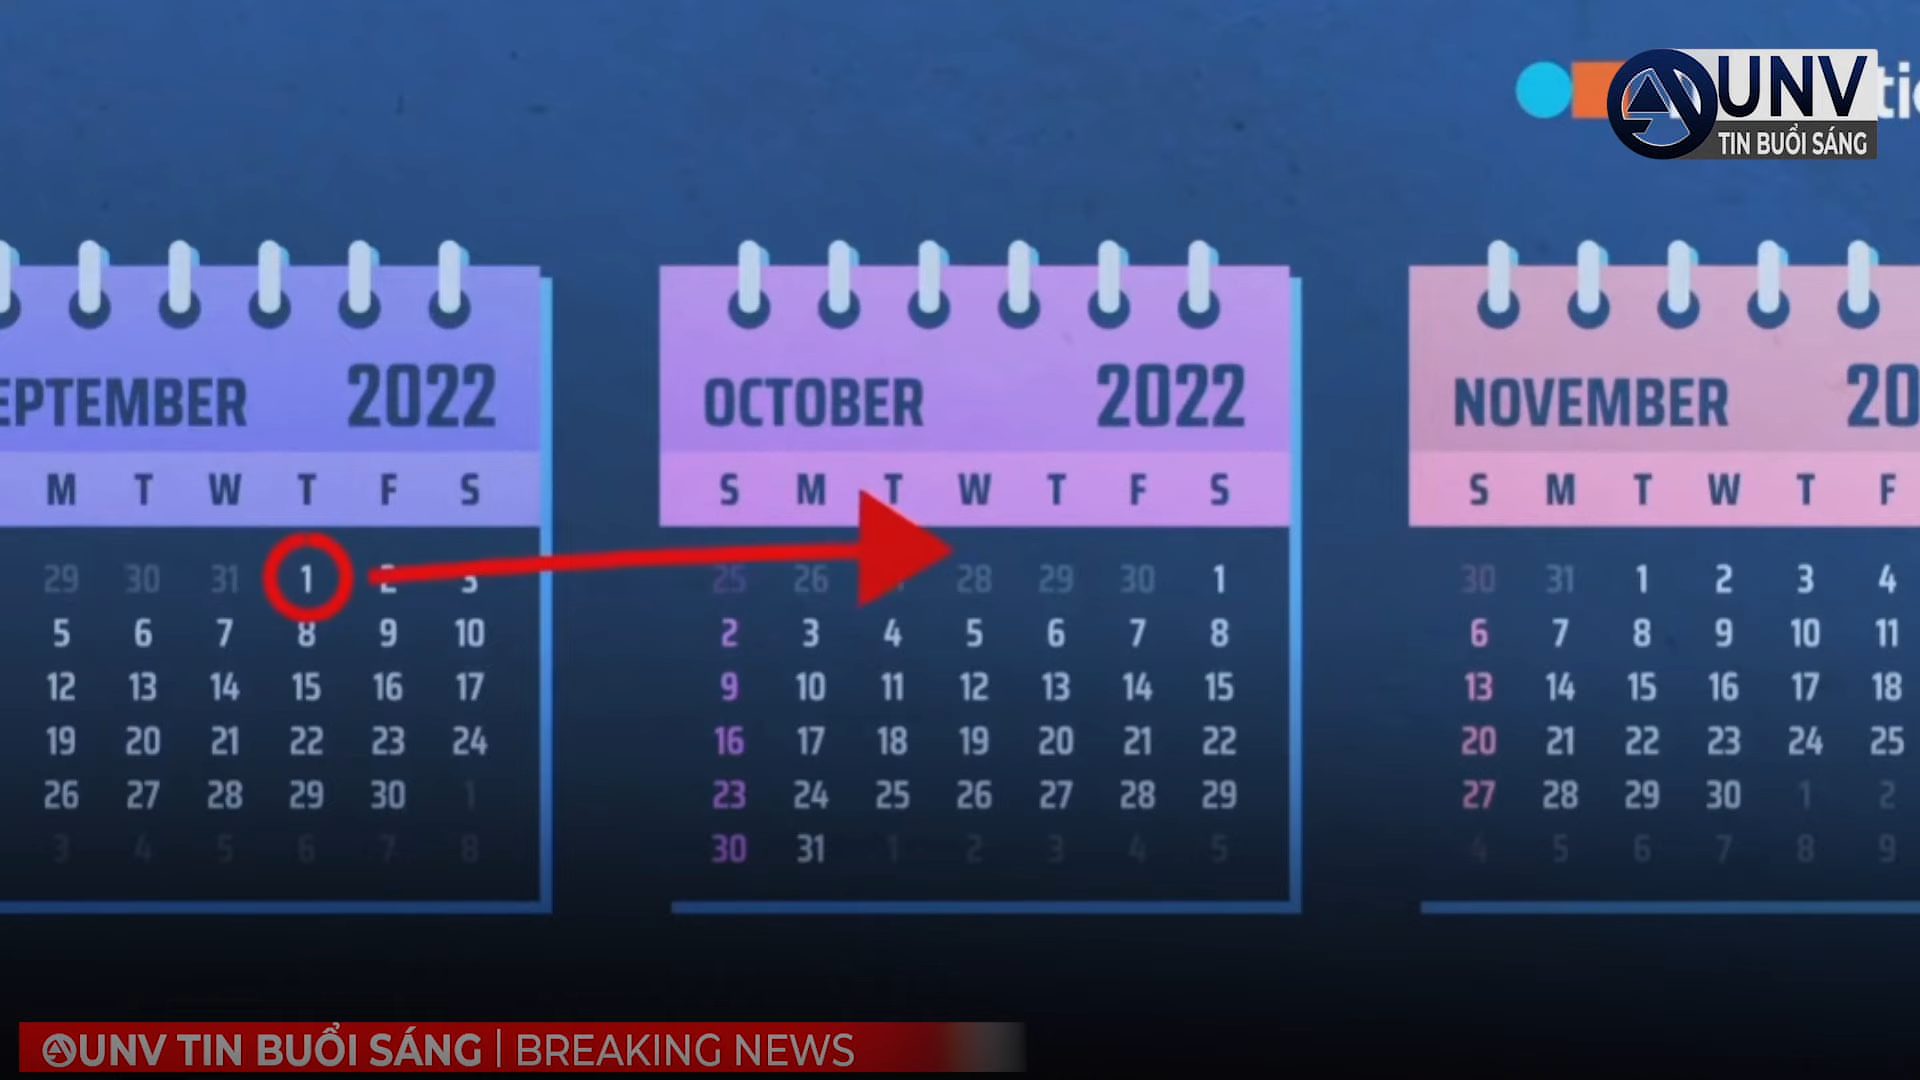 UNV
TIN BUỔI SÁNG
EPTEMBER 2022
M T W T F S
29 30 31 1 2 3
5 6 7 8 9 10
12 13 14 15 16 17
19 20 21 22 23 24
26 27 28 29 30 1
3 4 5 6 7 8
OCTOBER 2022
S M T W T F S
25 26 28 29 30 1
2 3 4 5 6 7 8
9 10 11 12 13 14 15
16 17 18 19 20 21 22
23 24 25 26 27 28 29
30 31 1 2 3 4 5
NOVEMBER 20
S M T W T F
30 31 1 2 3 4
6 7 8 9 10 11
13 14 15 16 17 18
20 21 22 23 24 25
27 28 29 30 1 2
4 5 6 7 8 9
UNV TIN BUỔI SÁNG | BREAKING NEWS